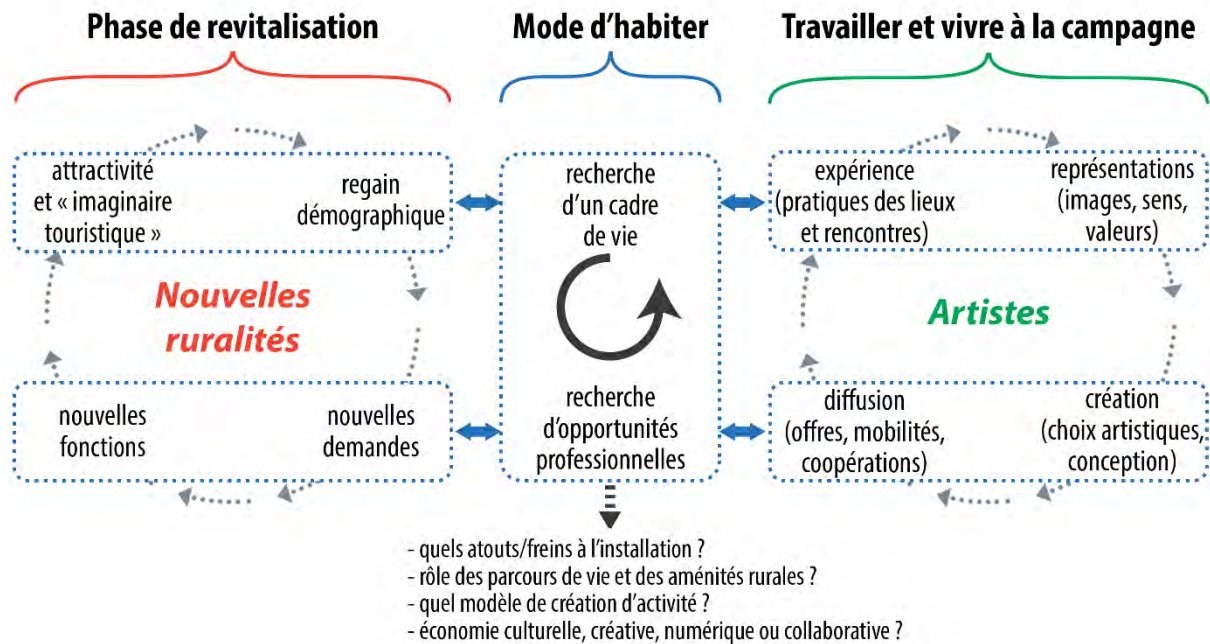 Phase de revitalisation
Mode d’habiter
Travailler et vivre à la campagne
attractivité
et « imaginaire
touristique »
regain
démographique
recherche
d’un cadre
de vie
expérience
(pratiques des lieux
et rencontres)
représentations
(images, sens,
valeurs)
Nouvelles
ruralités
Artistes
nouvelles
fonctions
nouvelles
demandes
recherche
d’opportunités
professionnelles
diffusion
(offres, mobilités,
coopérations)
création
(choix artistiques,
conception)
- quels atouts/freins à l’installation ?
- rôle des parcours de vie et des aménités rurales ?
- quel modèle de création d’activité ?
- économie culturelle, créative, numérique ou collaborative ?